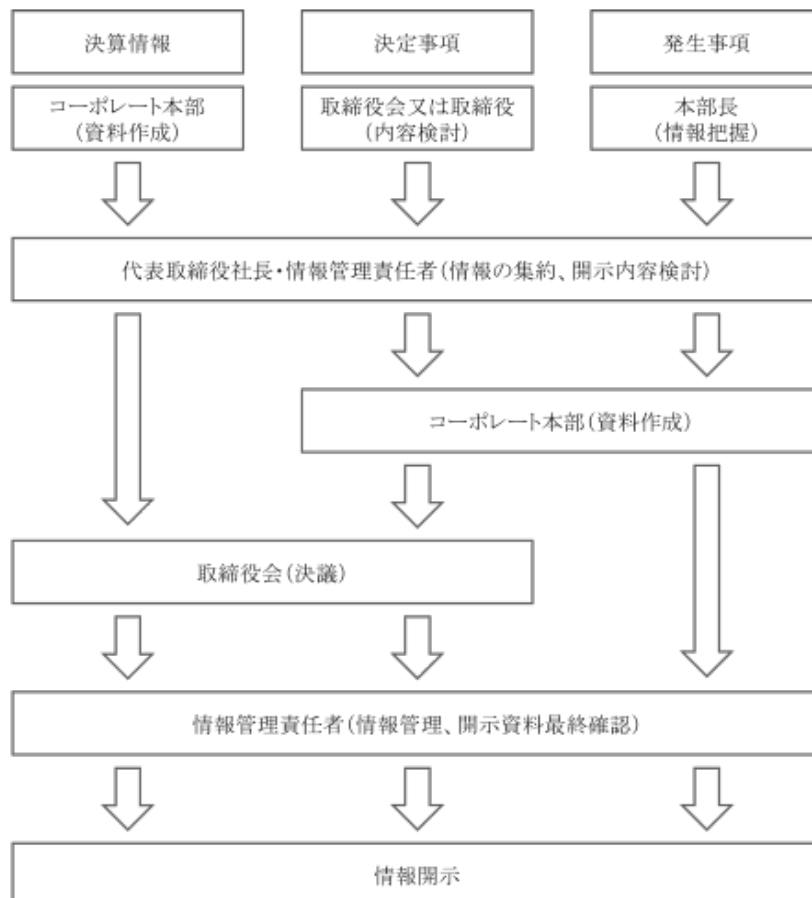 決算情報
決定事項
発生事項
コーポレート本部
(資料作成)
取締役会又は取締役
(内容検討)
本部長
(情報把握)
代表取締役社長・情報管理責任者(情報の集約、開示内容検討)
コーポレート本部(資料作成)
取締役会(決議)
情報管理責任者(情報管理、開示資料最終確認)
情報開示